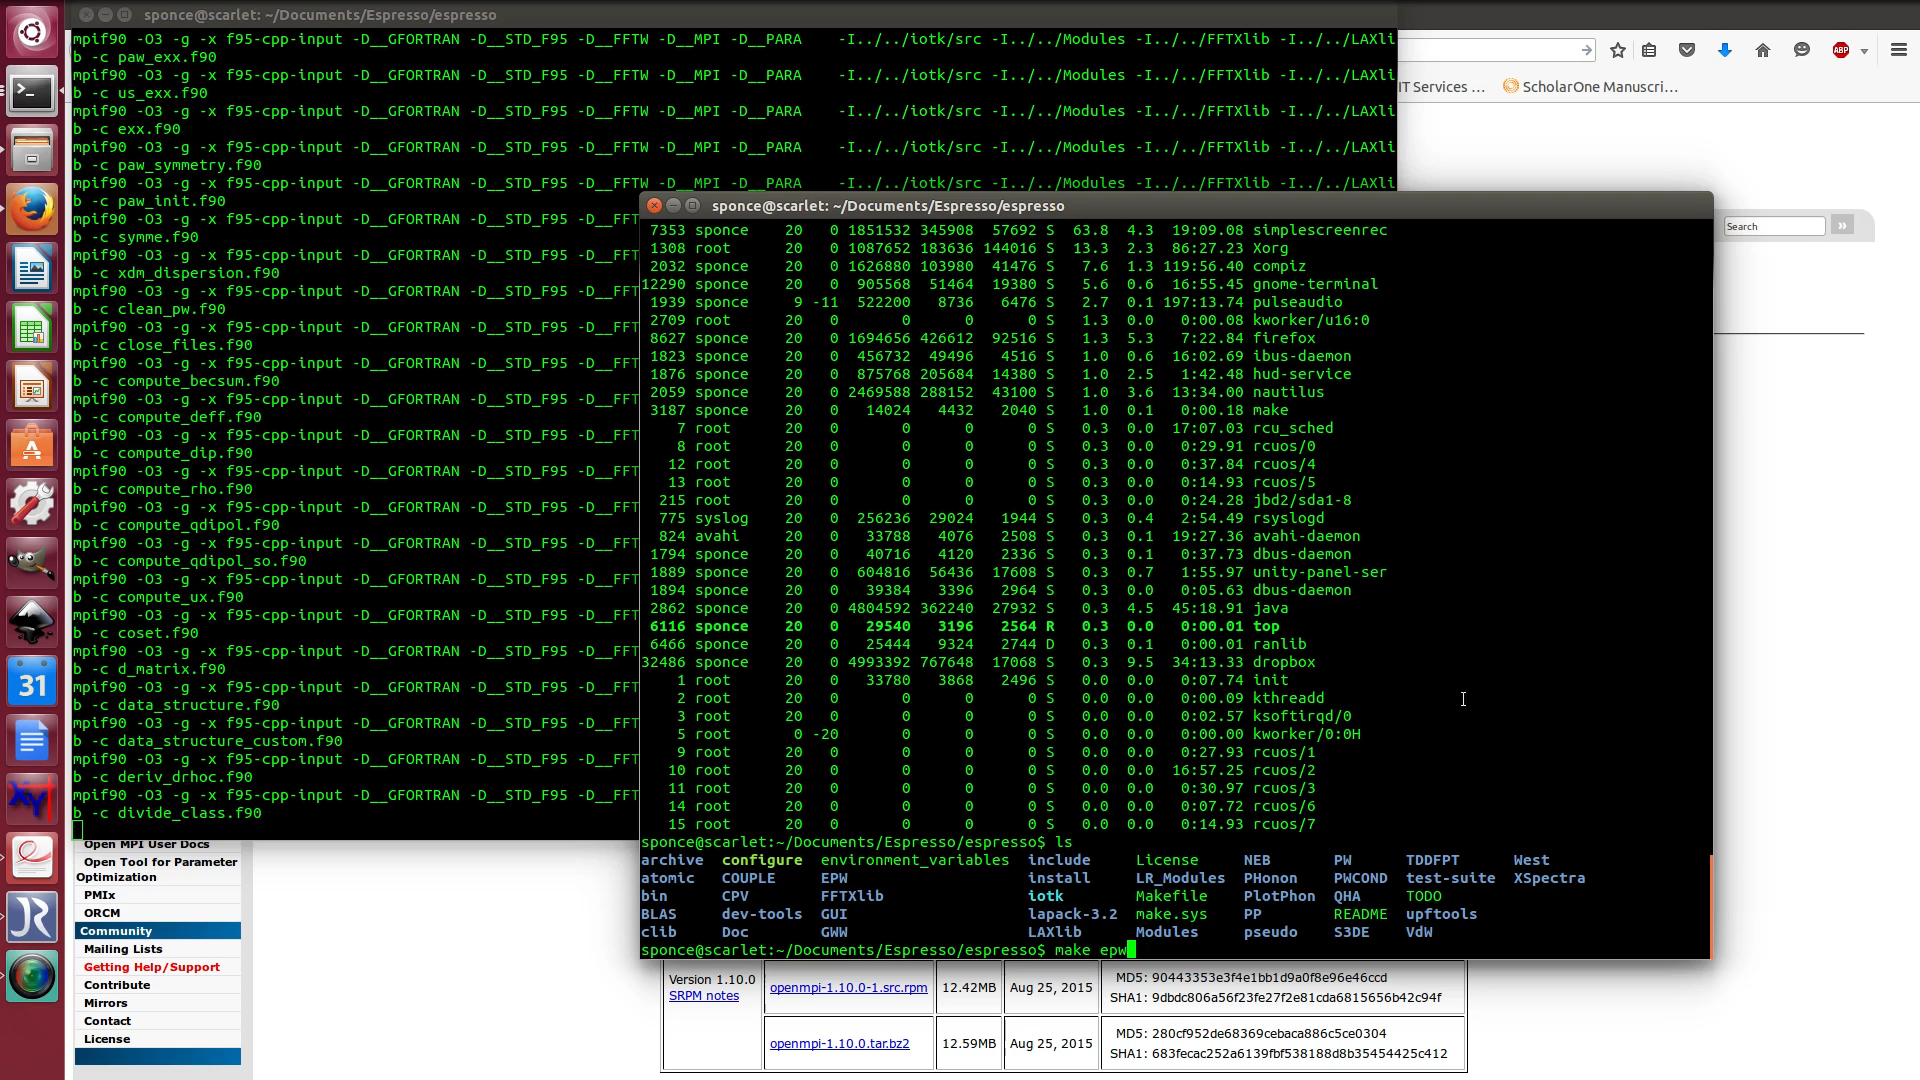 sponce@scarlet: ~/Documents/Espresso/espresso
mpif90 -O3 -g -x f95-cpp-input -D__GFORTRAN -D__STD_F95 -D__FFTW -D__MPI -D__PARA    -I../../iotk/src -I../../Modules -I../../FFTXlib -I../../LAXli
b -c paw_exx.f90
mpif90 -O3 -g -x f95-cpp-input -D__GFORTRAN -D__STD_F95 -D__FFTW -D__MPI -D__PARA    -I../../iotk/src -I../../Modules -I../../FFTXlib -I../../LAXli
b -c us_exx.f90
mpif90 -O3 -g -x f95-cpp-input -D__GFORTRAN -D__STD_F95 -D__FFTW -D__MPI -D__PARA    -I../../iotk/src -I../../Modules -I../../FFTXlib -I../../LAXli
b -c exx.f90
mpif90 -O3 -g -x f95-cpp-input -D__GFORTRAN -D__STD_F95 -D__FFTW -D__MPI -D__PARA    -I../../iotk/src -I../../Modules -I../../FFTXlib -I../../LAXli
b -c paw_symmetry.f90
mpif90 -O3 -g -x f95-cpp-input -D__GFORTRAN -D__STD_F95 -D__FFTW -D__MPI -D__PARA    -I../../iotk/src -I../../Modules -I../../FFTXlib -I../../LAXli
b -c paw_init.f90
mpif90 -O3 -g -x f95-cpp-input -D__GFORTRAN -D__STD_F95 -D__FFT
b -c symme.f90
mpif90 -O3 -g -x f95-cpp-input -D__GFORTRAN -D__STD_F95 -D__FFT
b -c xdm_dispersion.f90
mpif90 -O3 -g -x f95-cpp-input -D__GFORTRAN -D__STD_F95 -D__FFT
b -c clean_pw.f90
mpif90 -O3 -g -x f95-cpp-input -D__GFORTRAN -D__STD_F95 -D__FFT
b -c close_files.f90
mpif90 -O3 -g -x f95-cpp-input -D__GFORTRAN -D__STD_F95 -D__FFT
b -c compute_becsum.f90
mpif90 -O3 -g -x f95-cpp-input -D__GFORTRAN -D__STD_F95 -D__FFT
b -c compute_deff.f90
mpif90 -O3 -g -x f95-cpp-input -D__GFORTRAN -D__STD_F95 -D__FFT
b -c compute_dip.f90
mpif90 -O3 -g -x f95-cpp-input -D__GFORTRAN -D__STD_F95 -D__FFT
b -c compute_rho.f90
mpif90 -O3 -g -x f95-cpp-input -D__GFORTRAN -D__STD_F95 -D__FFT
b -c compute_qdipol.f90
mpif90 -O3 -g -x f95-cpp-input -D__GFORTRAN -D__STD_F95 -D__FFT
b -c compute_qdipol_so.f90
mpif90 -O3 -g -x f95-cpp-input -D__GFORTRAN -D__STD_F95 -D__FFT
b -c compute_ux.f90
mpif90 -O3 -g -x f95-cpp-input -D__GFORTRAN -D__STD_F95 -D__FFT
b -c coset.f90
mpif90 -O3 -g -x f95-cpp-input -D__GFORTRAN -D__STD_F95 -D__FFT
b -c d_matrix.f90
mpif90 -O3 -g -x f95-cpp-input -D__GFORTRAN -D__STD_F95 -D__FFT
b -c data_structure.f90
mpif90 -O3 -g -x f95-cpp-input -D__GFORTRAN -D__STD_F95 -D__FFT
b -c data_structure_custom.f90
mpif90 -O3 -g -x f95-cpp-input -D__GFORTRAN -D__STD_F95 -D__FFT
b -c deriv_drhoc.f90
mpif90 -O3 -g -x f95-cpp-input -D__GFORTRAN -D__STD_F95 -D__FFT
b -c divide_class.f90
ABP
IT Services ...
ScholarOne Manuscri...
Search
»
sponce@scarlet: ~/Documents/Espresso/espresso
7353 sponce 20 0 1851532 345908 57692 S 63.8 4.3 19:09.08 simplescreenrec
1308 root 20 0 1087652 183636 144016 S 13.3 2.3 86:27.23 Xorg
2032 sponce 20 0 1626880 103980 41476 S 7.6 1.3 119:56.40 compiz
12290 sponce 20 0 905568 51464 19380 S 5.6 0.6 16:55.45 gnome-terminal
1939 sponce 9 -11 522200 8736 6476 S 2.7 0.1 197:13.74 pulseaudio
2709 root 20 0 0 0 0 S 1.3 0.0 0:00.08 kworker/u16:0
8627 sponce 20 0 1694656 426612 92516 S 1.3 5.3 7:22.84 firefox
1823 sponce 20 0 456732 49496 4516 S 1.0 0.6 16:02.69 ibus-daemon
1876 sponce 20 0 875768 205684 14380 S 1.0 2.5 1:42.48 hud-service
2059 sponce 20 0 2469588 288152 43100 S 1.0 3.6 13:34.00 nautilus
3187 sponce 20 0 14024 4432 2040 S 1.0 0.1 0:00.18 make
7 root 20 0 0 0 0 S 0.3 0.0 17:07.03 rcu_sched
8 root 20 0 0 0 0 S 0.3 0.0 0:29.91 rcuos/0
12 root 20 0 0 0 0 S 0.3 0.0 0:37.84 rcuos/4
13 root 20 0 0 0 0 S 0.3 0.0 0:14.93 rcuos/5
215 root 20 0 0 0 0 S 0.3 0.0 0:24.28 jbd2/sda1-8
775 syslog 20 0 256236 29024 1944 S 0.3 0.4 2:54.49 rsyslogd
824 avahi 20 0 33788 4076 2508 S 0.3 0.1 19:27.36 avahi-daemon
1794 sponce 20 0 40716 4120 2336 S 0.3 0.1 0:37.73 dbus-daemon
1889 sponce 20 0 604816 56436 17608 S 0.3 0.7 1:55.97 unity-panel-ser
1894 sponce 20 0 39384 3396 2964 S 0.3 0.0 0:05.63 dbus-daemon
2862 sponce 20 0 4804592 362240 27932 S 0.3 4.5 45:18.91 java
6116 sponce 20 0 29540 3196 2564 R 0.3 0.0 0:00.01 top
6466 sponce 20 0 25444 9324 2744 D 0.3 0.1 0:00.01 ranlib
32486 sponce 20 0 4993392 767648 17068 S 0.3 9.5 34:13.33 dropbox
1 root 20 0 33780 3868 2496 S 0.0 0.0 0:07.74 init
2 root 20 0 0 0 0 S 0.0 0.0 0:00.09 kthreadd
3 root 20 0 0 0 0 S 0.0 0.0 0:02.57 ksoftirqd/0
5 root 0 -20 0 0 0 S 0.0 0.0 0:00.00 kworker/0:0H
9 root 20 0 0 0 0 S 0.0 0.0 0:27.93 rcuos/1
10 root 20 0 0 0 0 S 0.0 0.0 16:57.25 rcuos/2
11 root 20 0 0 0 0 S 0.0 0.0 0:30.97 rcuos/3
14 root 20 0 0 0 0 S 0.0 0.0 0:07.72 rcuos/6
15 root 20 0 0 0 0 S 0.0 0.0 0:14.93 rcuos/7
sponce@scarlet:~/Documents/Espresso/espresso$ ls
archive configure environment_variables include License NEB PW TDDFPT West
atomic COUPLE EPW install LR_Modules PHonon PWCOND test-suite XSpectra
bin CPV FFTXlib iotk Makefile PlotPhon QHA TODO
BLAS dev-tools GUI lapack-3.2 make.sys PP README upftools
clib Doc GWW LAXlib Modules pseudo S3DE VdW
sponce@scarlet:~/Documents/Espresso/espresso$ make epw
31
Open MPI User Docs
Open Tool for Parameter
Optimization
PMIx
ORCM
Community
Mailing Lists
Getting Help/Support
Contribute
Mirrors
Contact
License
Version 1.10.0
SRPM notes
openmpi-1.10.0-1.src.rpm 12.42MB Aug 25, 2015 MD5: 90443353e3f4e1bb1d9a0f8e96e46ccd
SHA1: 9dbdc806a56f23fe27f2e81cda6815656b42c94f
openmpi-1.10.0.tar.bz2 12.59MB Aug 25, 2015 MD5: 280cf952de68369cebaca886c5ce0304
SHA1: 683fecac252a6139fbf538188d8b35454425c412